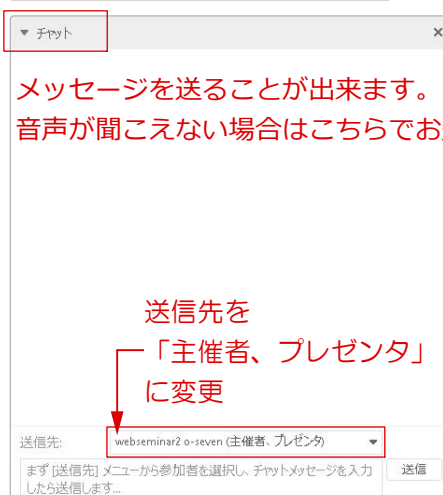 チャット
メッセージを送ることが出来ます。
音声が聞こえない場合はこちらでお
送信先を
「主催者、プレゼンタ」
に変更
送信先: webseminar2 o-seven (主催者、プレゼンタ)
まず [送信先] メニューから参加者を選択し、チャットメッセージを入力 送信
したら送信します...